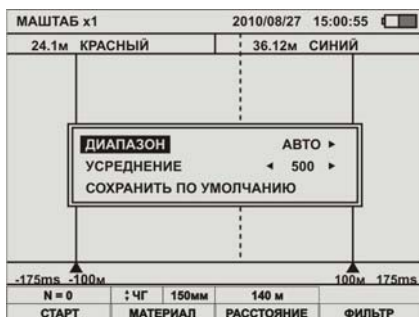 МАШТАБ х1 2010/08/27 15:00:55
24.1м КРАСНЫЙ 36.12м СИНИЙ
ДИАПАЗОН АВТО ►
УСРЕДНЕНИЕ ◄ 500 ►
СОХРАНИТЬ ПО УМОЛЧАНИЮ
-175ms -100м 100м 175ms
N = 0 ЧГ 150мм 140 м
СТАРТ МАТЕРИАЛ РАССТОЯНИЕ ФИЛЬТР